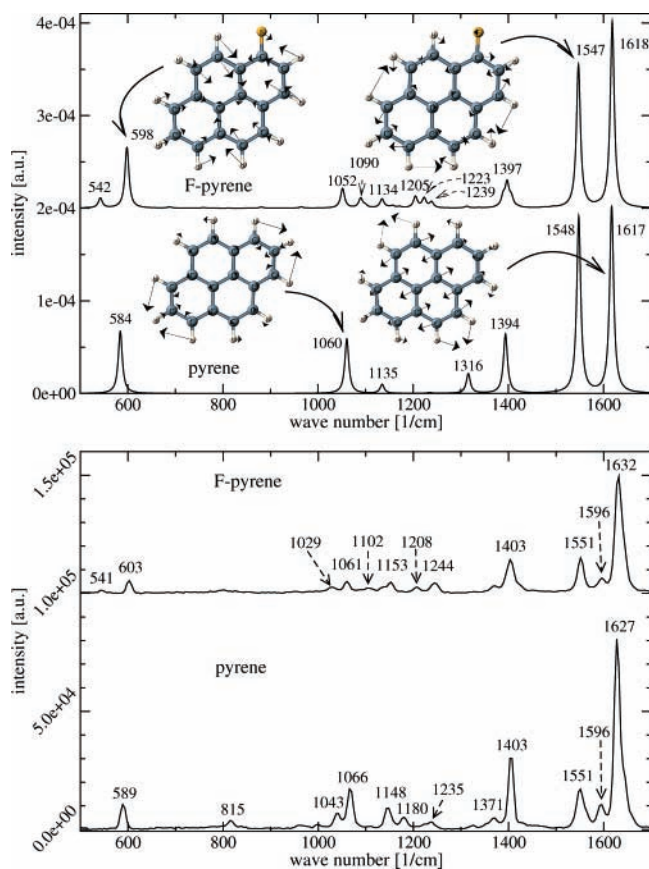 4e-04
3e-04
2e-04
1e-04
0e+00
intensity [a.u.]
1547
1618
598
542
F-pyrene
1090
1052
1134
1205
1223
1239
1397
1548
1617
584
pyrene
1060
1135
1316
1394
600 800 1000 1200 1400 1600
wave number [1/cm]
1.5e+05
1.0e+05
5.0e+04
0.0e+00
intensity [a.u.]
F-pyrene
1632
1596
1551
1403
1029
1102
1208
1061
1153
1244
541
603
pyrene
1627
1596
1551
1403
1371
1235
1066
1043
1148
1180
589
815
600 800 1000 1200 1400 1600
wave number [1/cm]